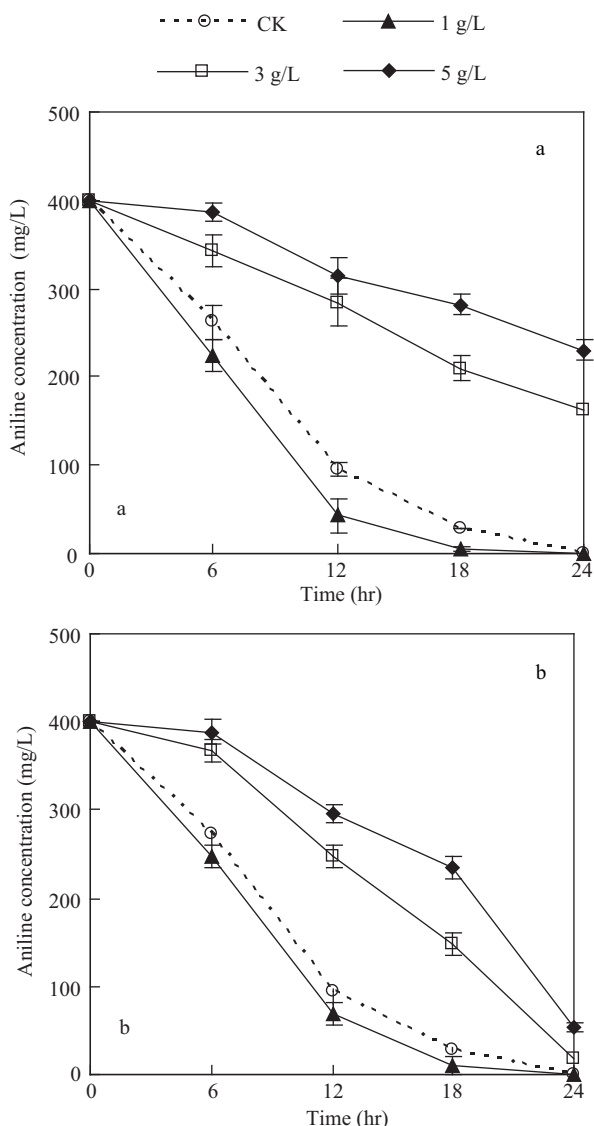 CK
1 g/L
3 g/L
5 g/L
500
400
300
200
100
0
Aniline concentration (mg/L)
a
a
0 6 12 18 24
Time (hr)
500
400
300
200
100
0
Aniline concentration (mg/L)
b
b
0 6 12 18 24
Time (hr)